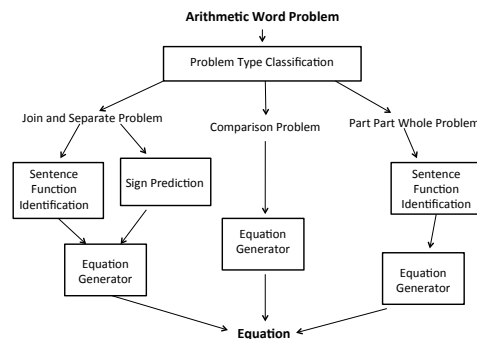 Arithmetic Word Problem
Problem Type Classification
Join and Separate Problem
Comparison Problem
Part Part Whole Problem
Sentence
Function
Identification
Sign Prediction
Sentence
Function
Identification
Equation
Generator
Equation
Generator
Equation
Generator
Equation